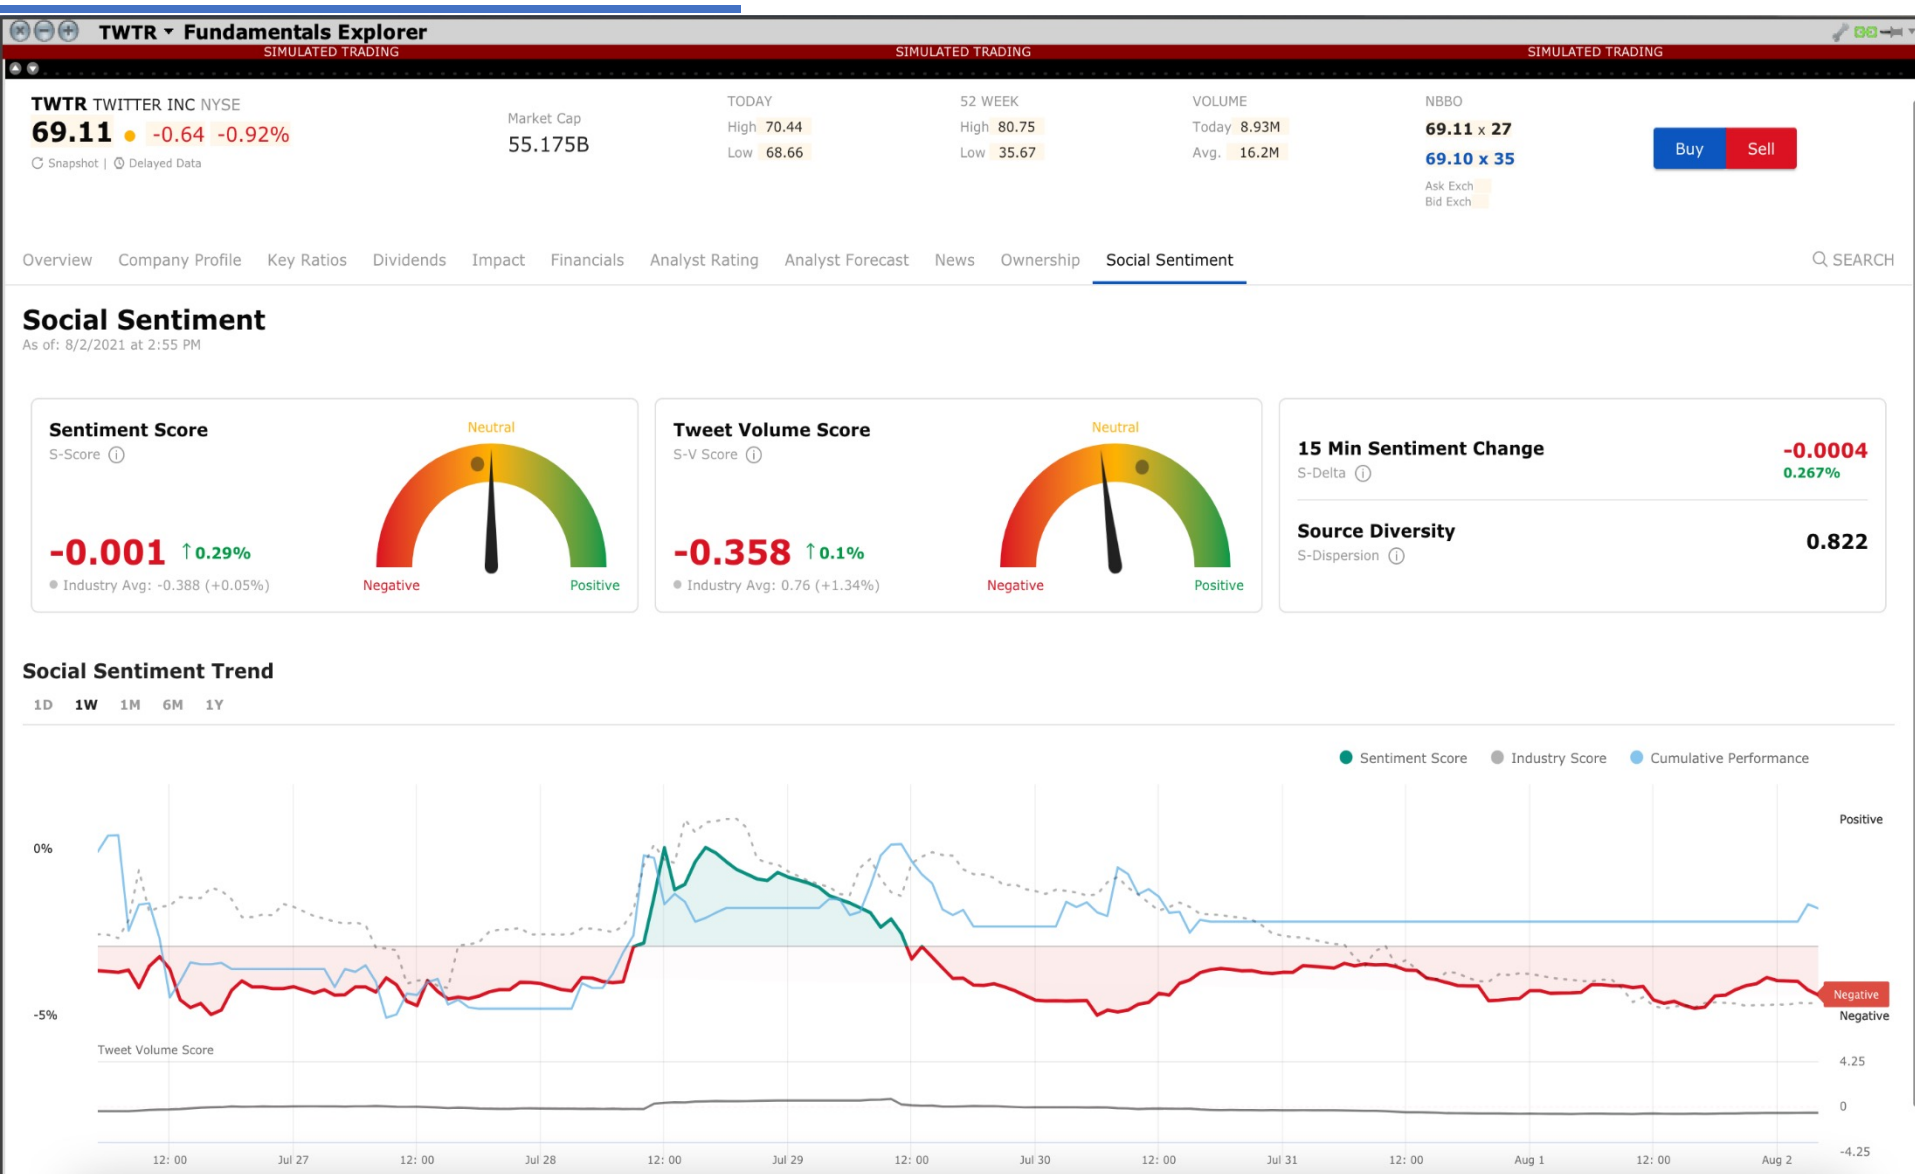 TWTR Fundamentals Explorer
SIMULATED TRADING SIMULATED TRADING SIMULATED TRADING
TWTR TWITTER INC NYSE
69.11 -0.64 -0.92%
Snapshot | Delayed Data
Market Cap
55.175B
TODAY
High 70.44
Low 68.66
52 WEEK
High 80.75
Low 35.67
VOLUME
Today 8.93M
Avg. 16.2M
NBBO
69.11 x 27
69.10 x 35
Ask Exch
Bid Exch
Buy Sell
Overview Company Profile Key Ratios Dividends Impact Financials Analyst Rating Analyst Forecast News Ownership Social Sentiment SEARCH
Social Sentiment
As of: 8/2/2021 at 2:55 PM
Sentiment Score
S-Score
-0.001 ↑0.29%
Industry Avg: -0.388 (+0.05%)
Neutral
Negative Positive
Tweet Volume Score
S-V Score
-0.358 ↑0.1%
Industry Avg: 0.76 (+1.34%)
Neutral
Negative Positive
15 Min Sentiment Change
S-Delta
-0.0004
0.267%
Source Diversity
S-Dispersion
0.822
Social Sentiment Trend
1D 1W 1M 6M 1Y
Sentiment Score Industry Score Cumulative Performance
Positive
0%
Negative
-5%
Negative
Tweet Volume Score
4.25
0
-4.25
12:00 Jul 27 12:00 Jul 28 12:00 Jul 29 12:00 Jul 30 12:00 Jul 31 12:00 Aug 1 12:00 Aug 2